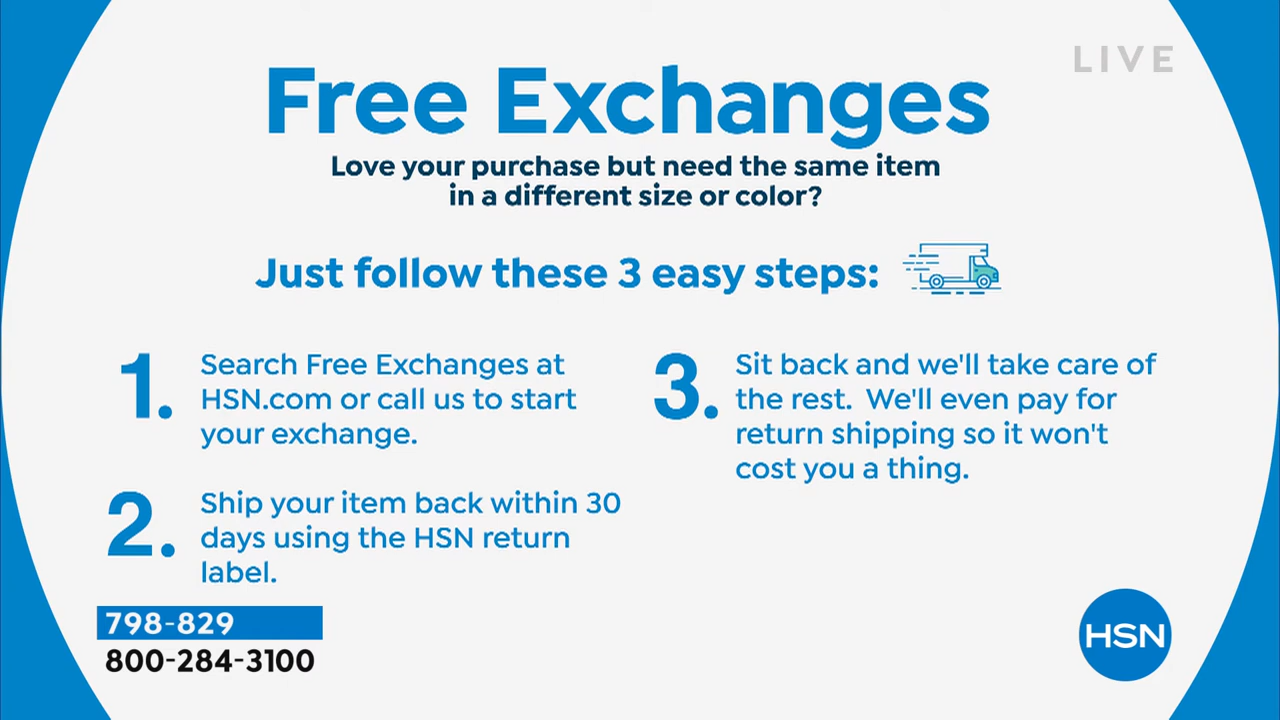 LIVE
Free Exchanges
Love your purchase but need the same item
in a different size or color?
Just follow these 3 easy steps:
1.
Search Free Exchanges at
HSN.com or call us to start
your exchange.
2.
Ship your item back within 30
days using the HSN return
label.
3.
Sit back and we'll take care of
the rest.  We'll even pay for
return shipping so it won't
cost you a thing.
798-829
800-284-3100
HSN